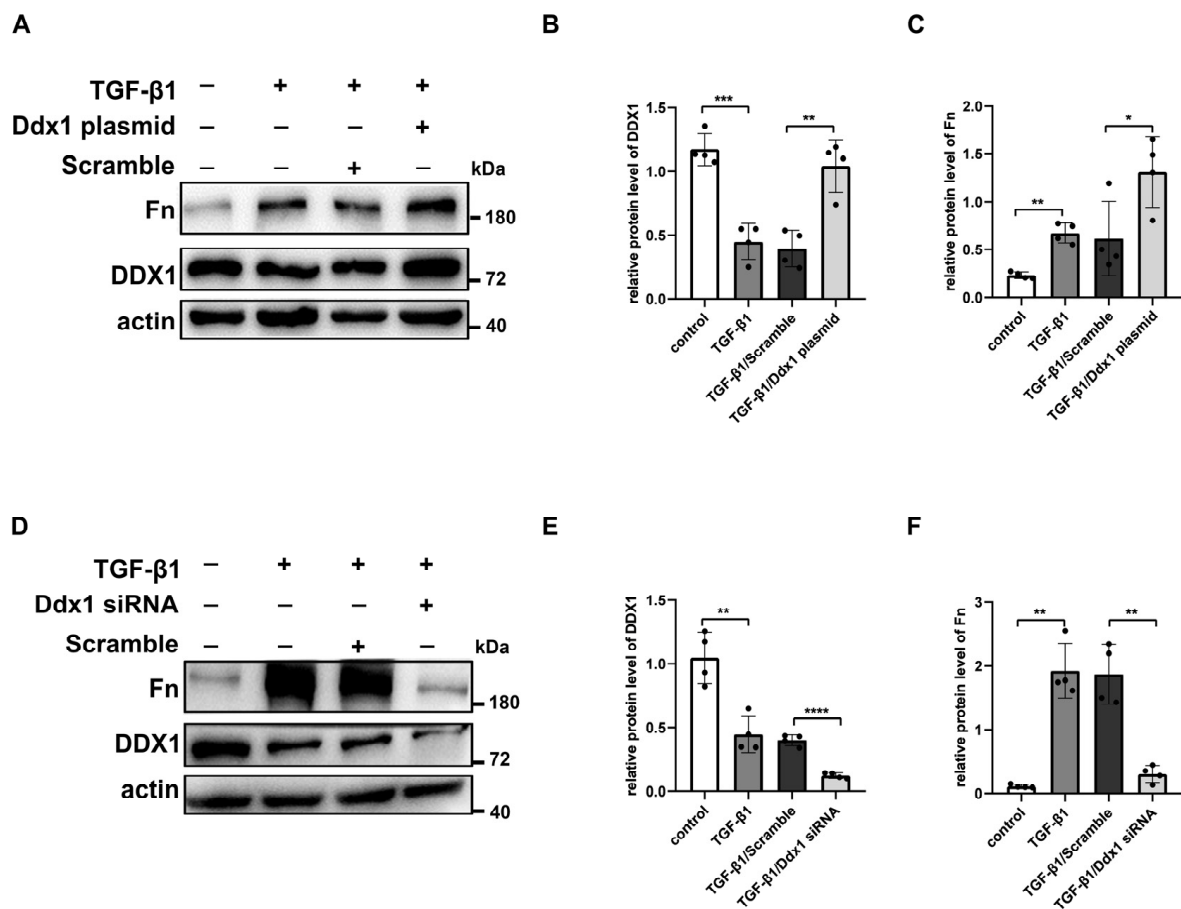 A
TGF-β1 – + + +
Ddx1 plasmid – – – +
Scramble – – + – kDa
Fn
180
DDX1
72
actin
40
B
relative protein level of DDX1
1.5
1.0
0.5
0.0
***
**
control
TGF-β1
TGF-β1/Scramble
TGF-β1/Ddx1 plasmid
C
relative protein level of Fn
2.0
1.5
1.0
0.5
0.0
**
*
control
TGF-β1
TGF-β1/Scramble
TGF-β1/Ddx1 plasmid
D
TGF-β1 – + + +
Ddx1 siRNA – – – +
Scramble – – + – kDa
Fn
180
DDX1
72
actin
40
E
relative protein level of DDX1
1.5
1.0
0.5
0.0
**
****
control
TGF-β1
TGF-β1/Scramble
TGF-β1/Ddx1 siRNA
F
relative protein level of Fn
3
2
1
0
**
**
control
TGF-β1
TGF-β1/Scramble
TGF-β1/Ddx1 siRNA